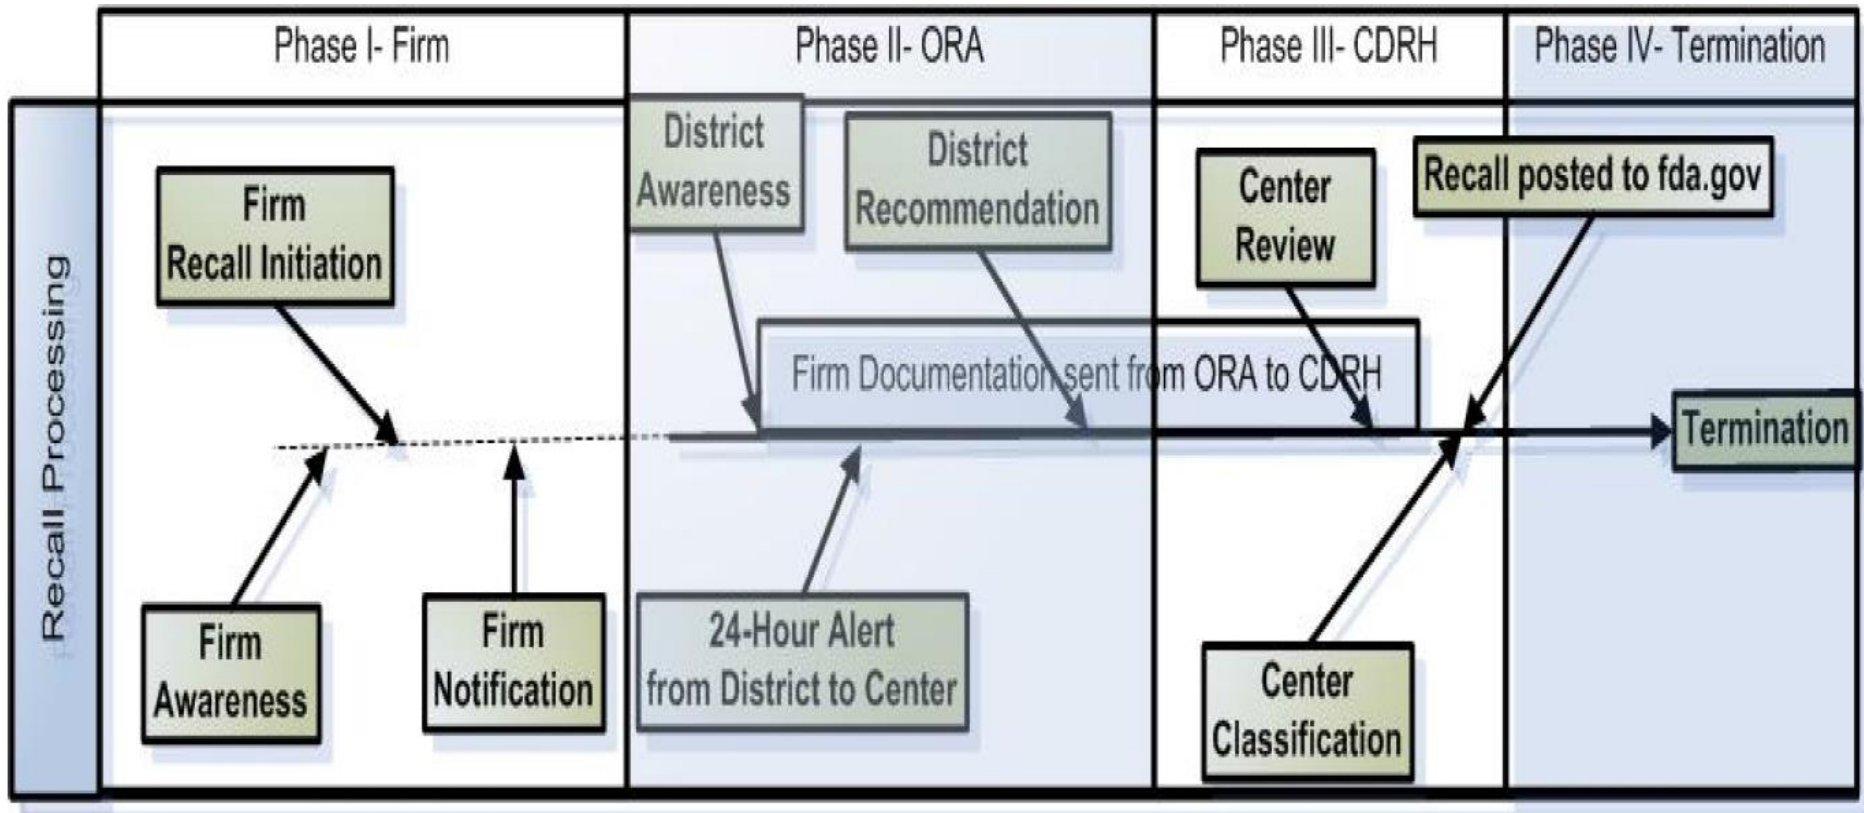 Phase I- Firm
Phase II- ORA
Phase III- CDRH
Phase IV- Termination
Recall Processing
Firm
Recall Initiation
Firm
Awareness
Firm
Notification
District
Awareness
District
Recommendation
Firm Documentation sent from ORA to CDRH
24-Hour Alert
from District to Center
Center
Review
Recall posted to fda.gov
Center
Classification
Termination